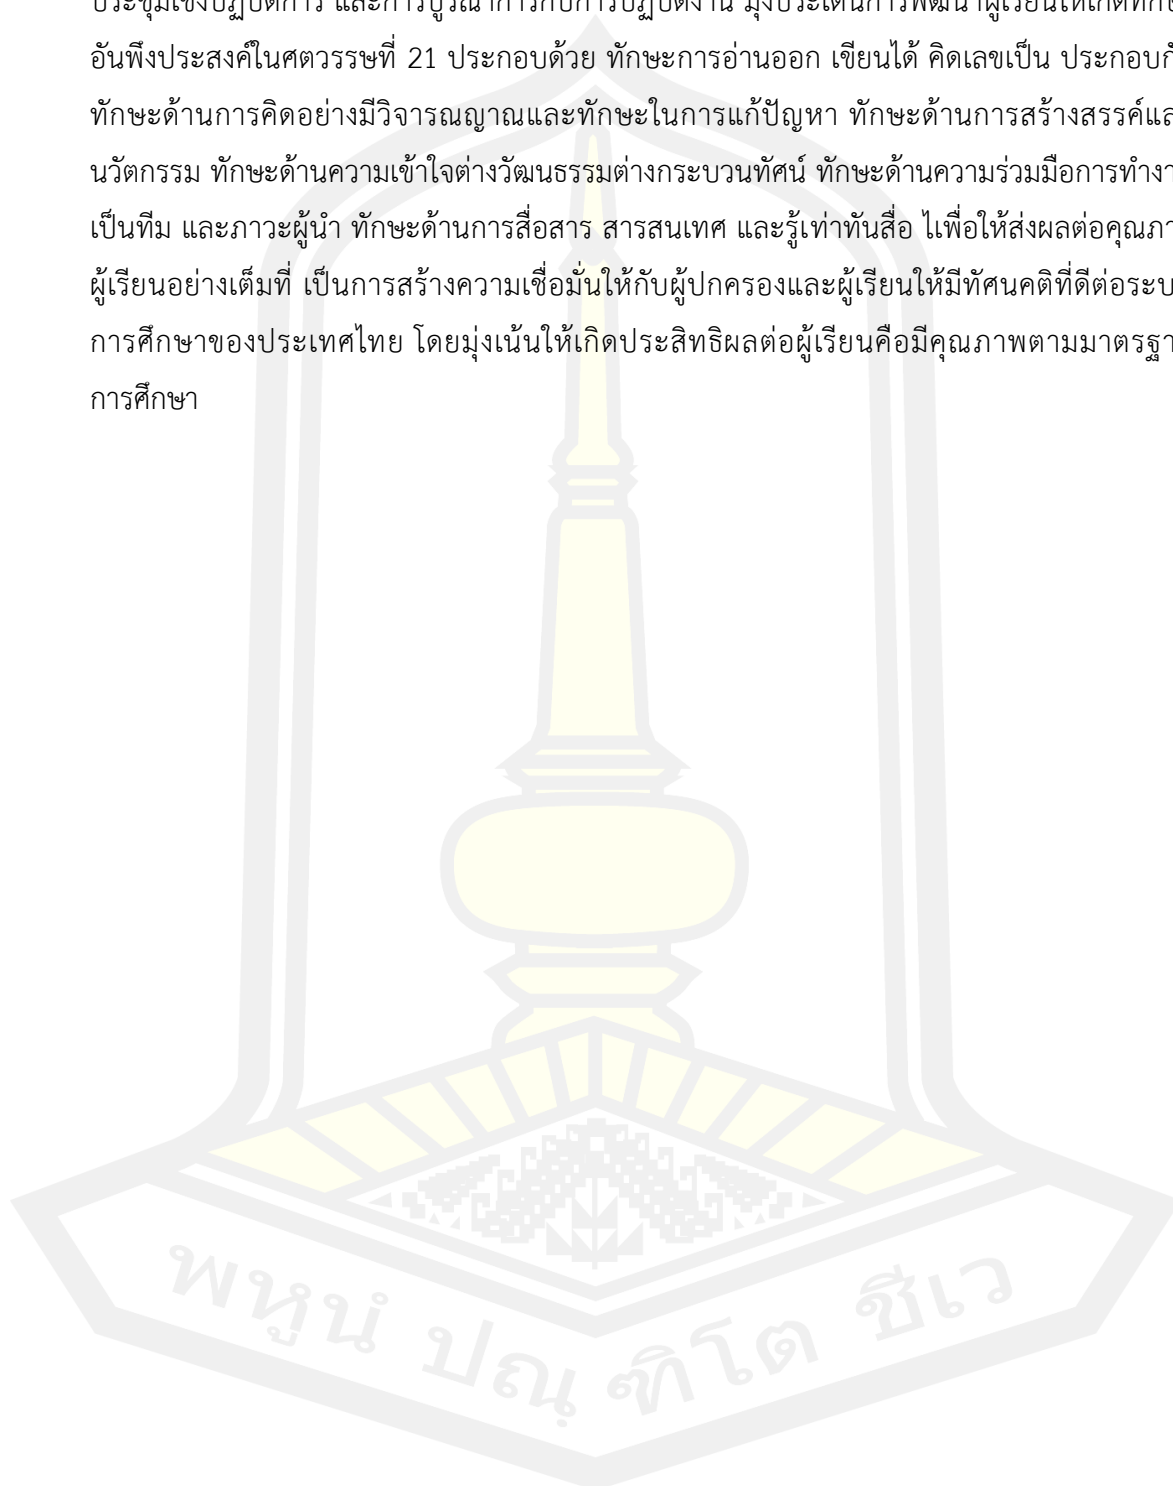 ประชุมเชิงปฏิบัติการ และการบูรณาการกับการปฏิบัติงาน มุ่งประเด็นการพัฒนาผู้เรียนให้เกิดทักษ
อันพึงประสงค์ในศตวรรษที่ 21 ประกอบด้วย ทักษะการอ่านออก เขียนได้ คิดเลขเป็น ประกอบกั
ทักษะด้านการคิดอย่างมีวิจารณญาณและทักษะในการแก้ปัญหา ทักษะด้านการสร้างสรรค์แล
นวัตกรรม ทักษะด้านความเข้าใจต่างวัฒนธรรมต่างกระบวนทัศน์ ทักษะด้านความร่วมมือการทำงา
เป็นทีม และภาวะผู้นำ ทักษะด้านการสื่อสาร สารสนเทศ และรู้เท่าทันสื่อ ไเพื่อให้ส่งผลต่อคุณภา
ผู้เรียนอย่างเต็มที่ เป็นการสร้างความเชื่อมั่นให้กับผู้ปกครองและผู้เรียนให้มีทัศนคติที่ดีต่อระบ
การศึกษาของประเทศไทย โดยมุ่งเน้นให้เกิดประสิทธิผลต่อผู้เรียนคือมีคุณภาพตามมาตรฐา
การศึกษา
พหูนํ ปณฺฑิโต ชีเว